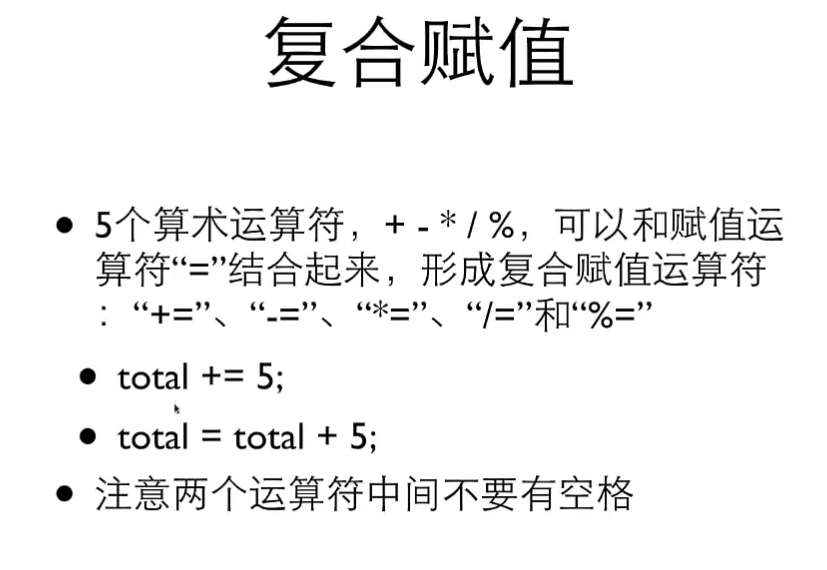 复合赋值
• 5个算术运算符，+ - * / %，可以和赋值运
算符“=”结合起来，形成复合赋值运算符
：“+=”、“-=”、“*=”、“/=”和“%=”
• total += 5;
• total = total + 5;
• 注意两个运算符中间不要有空格